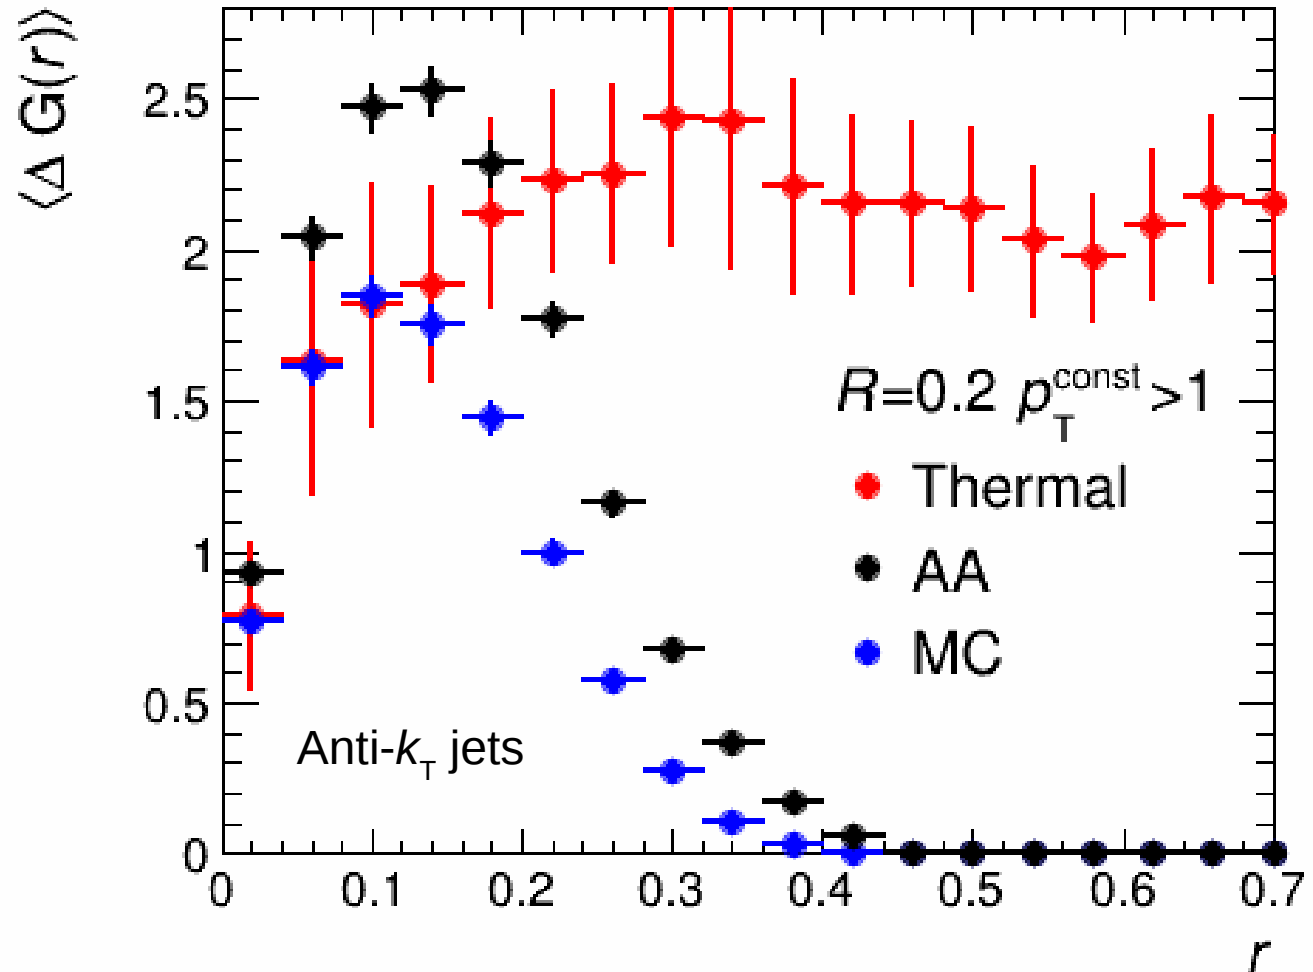 ⟨Δ G(r)⟩
2.5
2
1.5
1
0.5
0
R=0.2 p_T^const >1
Thermal
AA
MC
Anti-k_T jets
0 0.1 0.2 0.3 0.4 0.5 0.6 0.7
r